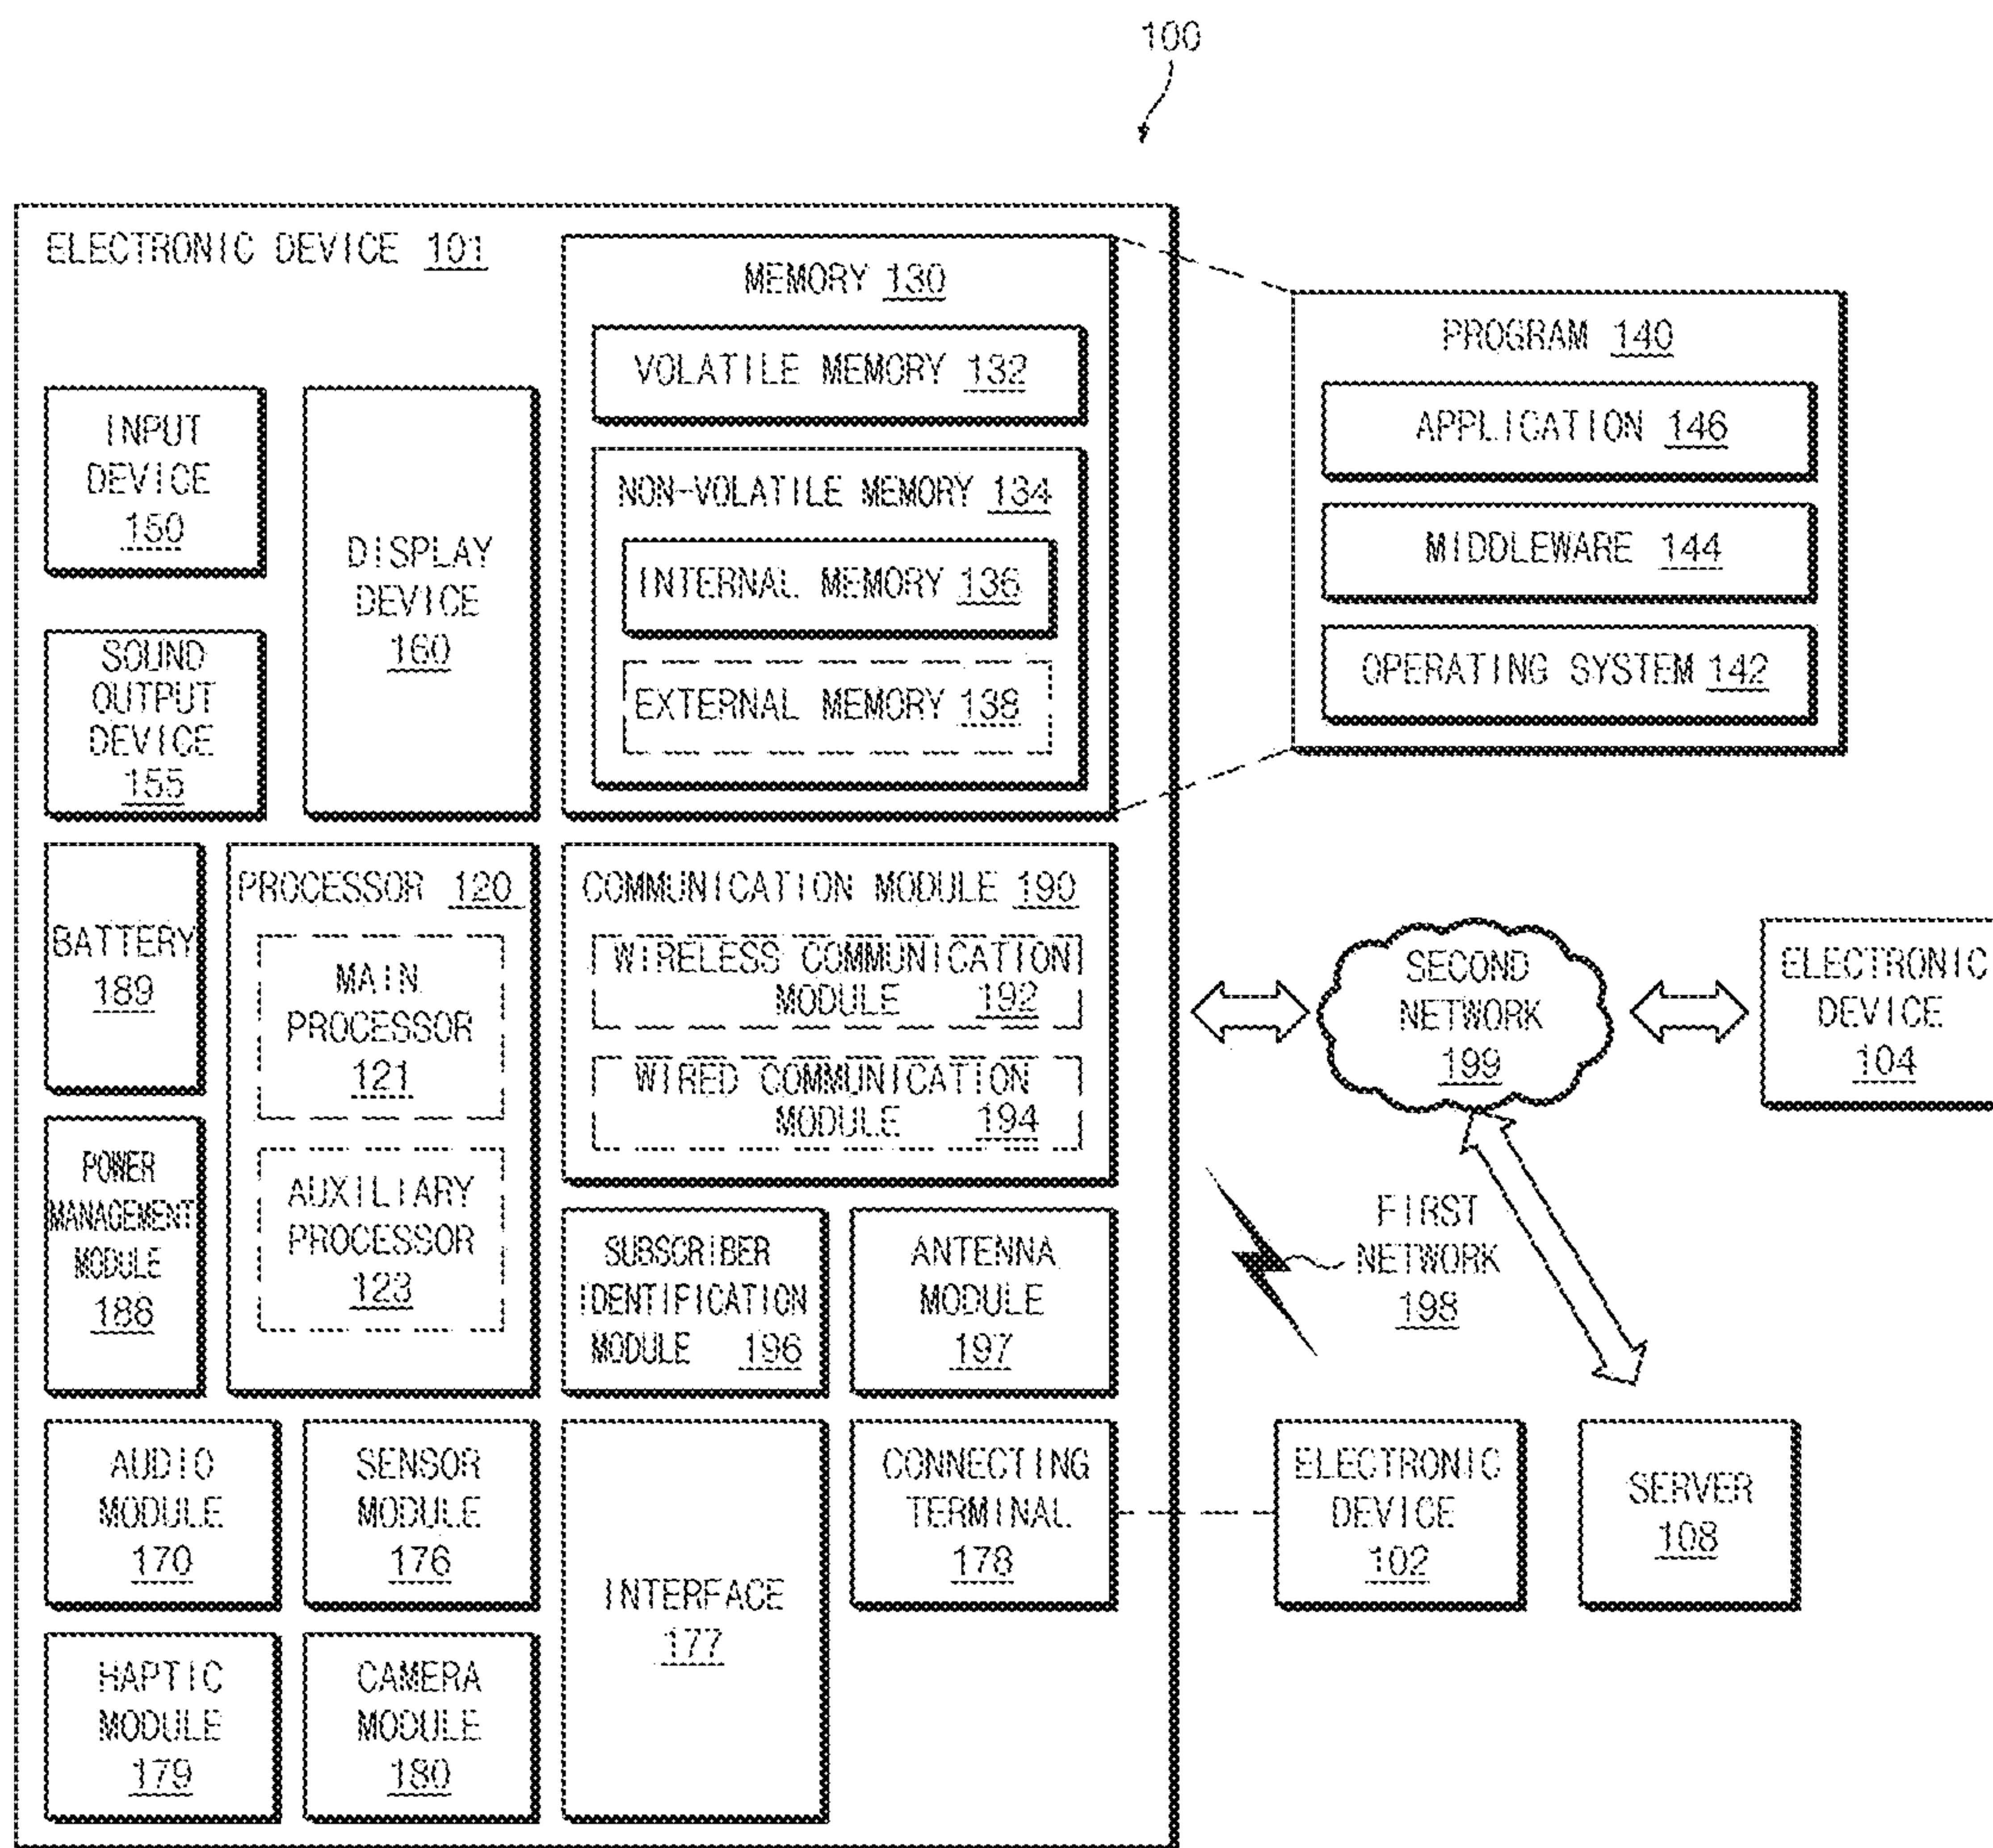 100
ELECTRONIC DEVICE 101
MEMORY 130
VOLATILE MEMORY 132
NON-VOLATILE MEMORY 134
INTERNAL MEMORY 136
EXTERNAL MEMORY 138
PROGRAM 140
APPLICATION 146
MIDDLEWARE 144
OPERATING SYSTEM 142
INPUT
DEVICE
150
DISPLAY
DEVICE
160
SOUND
OUTPUT
DEVICE
155
BATTERY
189
PROCESSOR 120
MAIN
PROCESSOR
121
AUXILIARY
PROCESSOR
123
POWER
MANAGEMENT
MODULE
188
COMMUNICATION MODULE 190
WIRELESS COMMUNICATION
MODULE 192
WIRED COMMUNICATION
MODULE 194
SECOND
NETWORK
199
ELECTRONIC
DEVICE
104
SUBSCRIBER
IDENTIFICATION
MODULE 196
ANTENNA
MODULE
197
FIRST
NETWORK
198
AUDIO
MODULE
170
SENSOR
MODULE
176
INTERFACE
177
CONNECTING
TERMINAL
178
ELECTRONIC
DEVICE
102
SERVER
108
HAPTIC
MODULE
179
CAMERA
MODULE
180